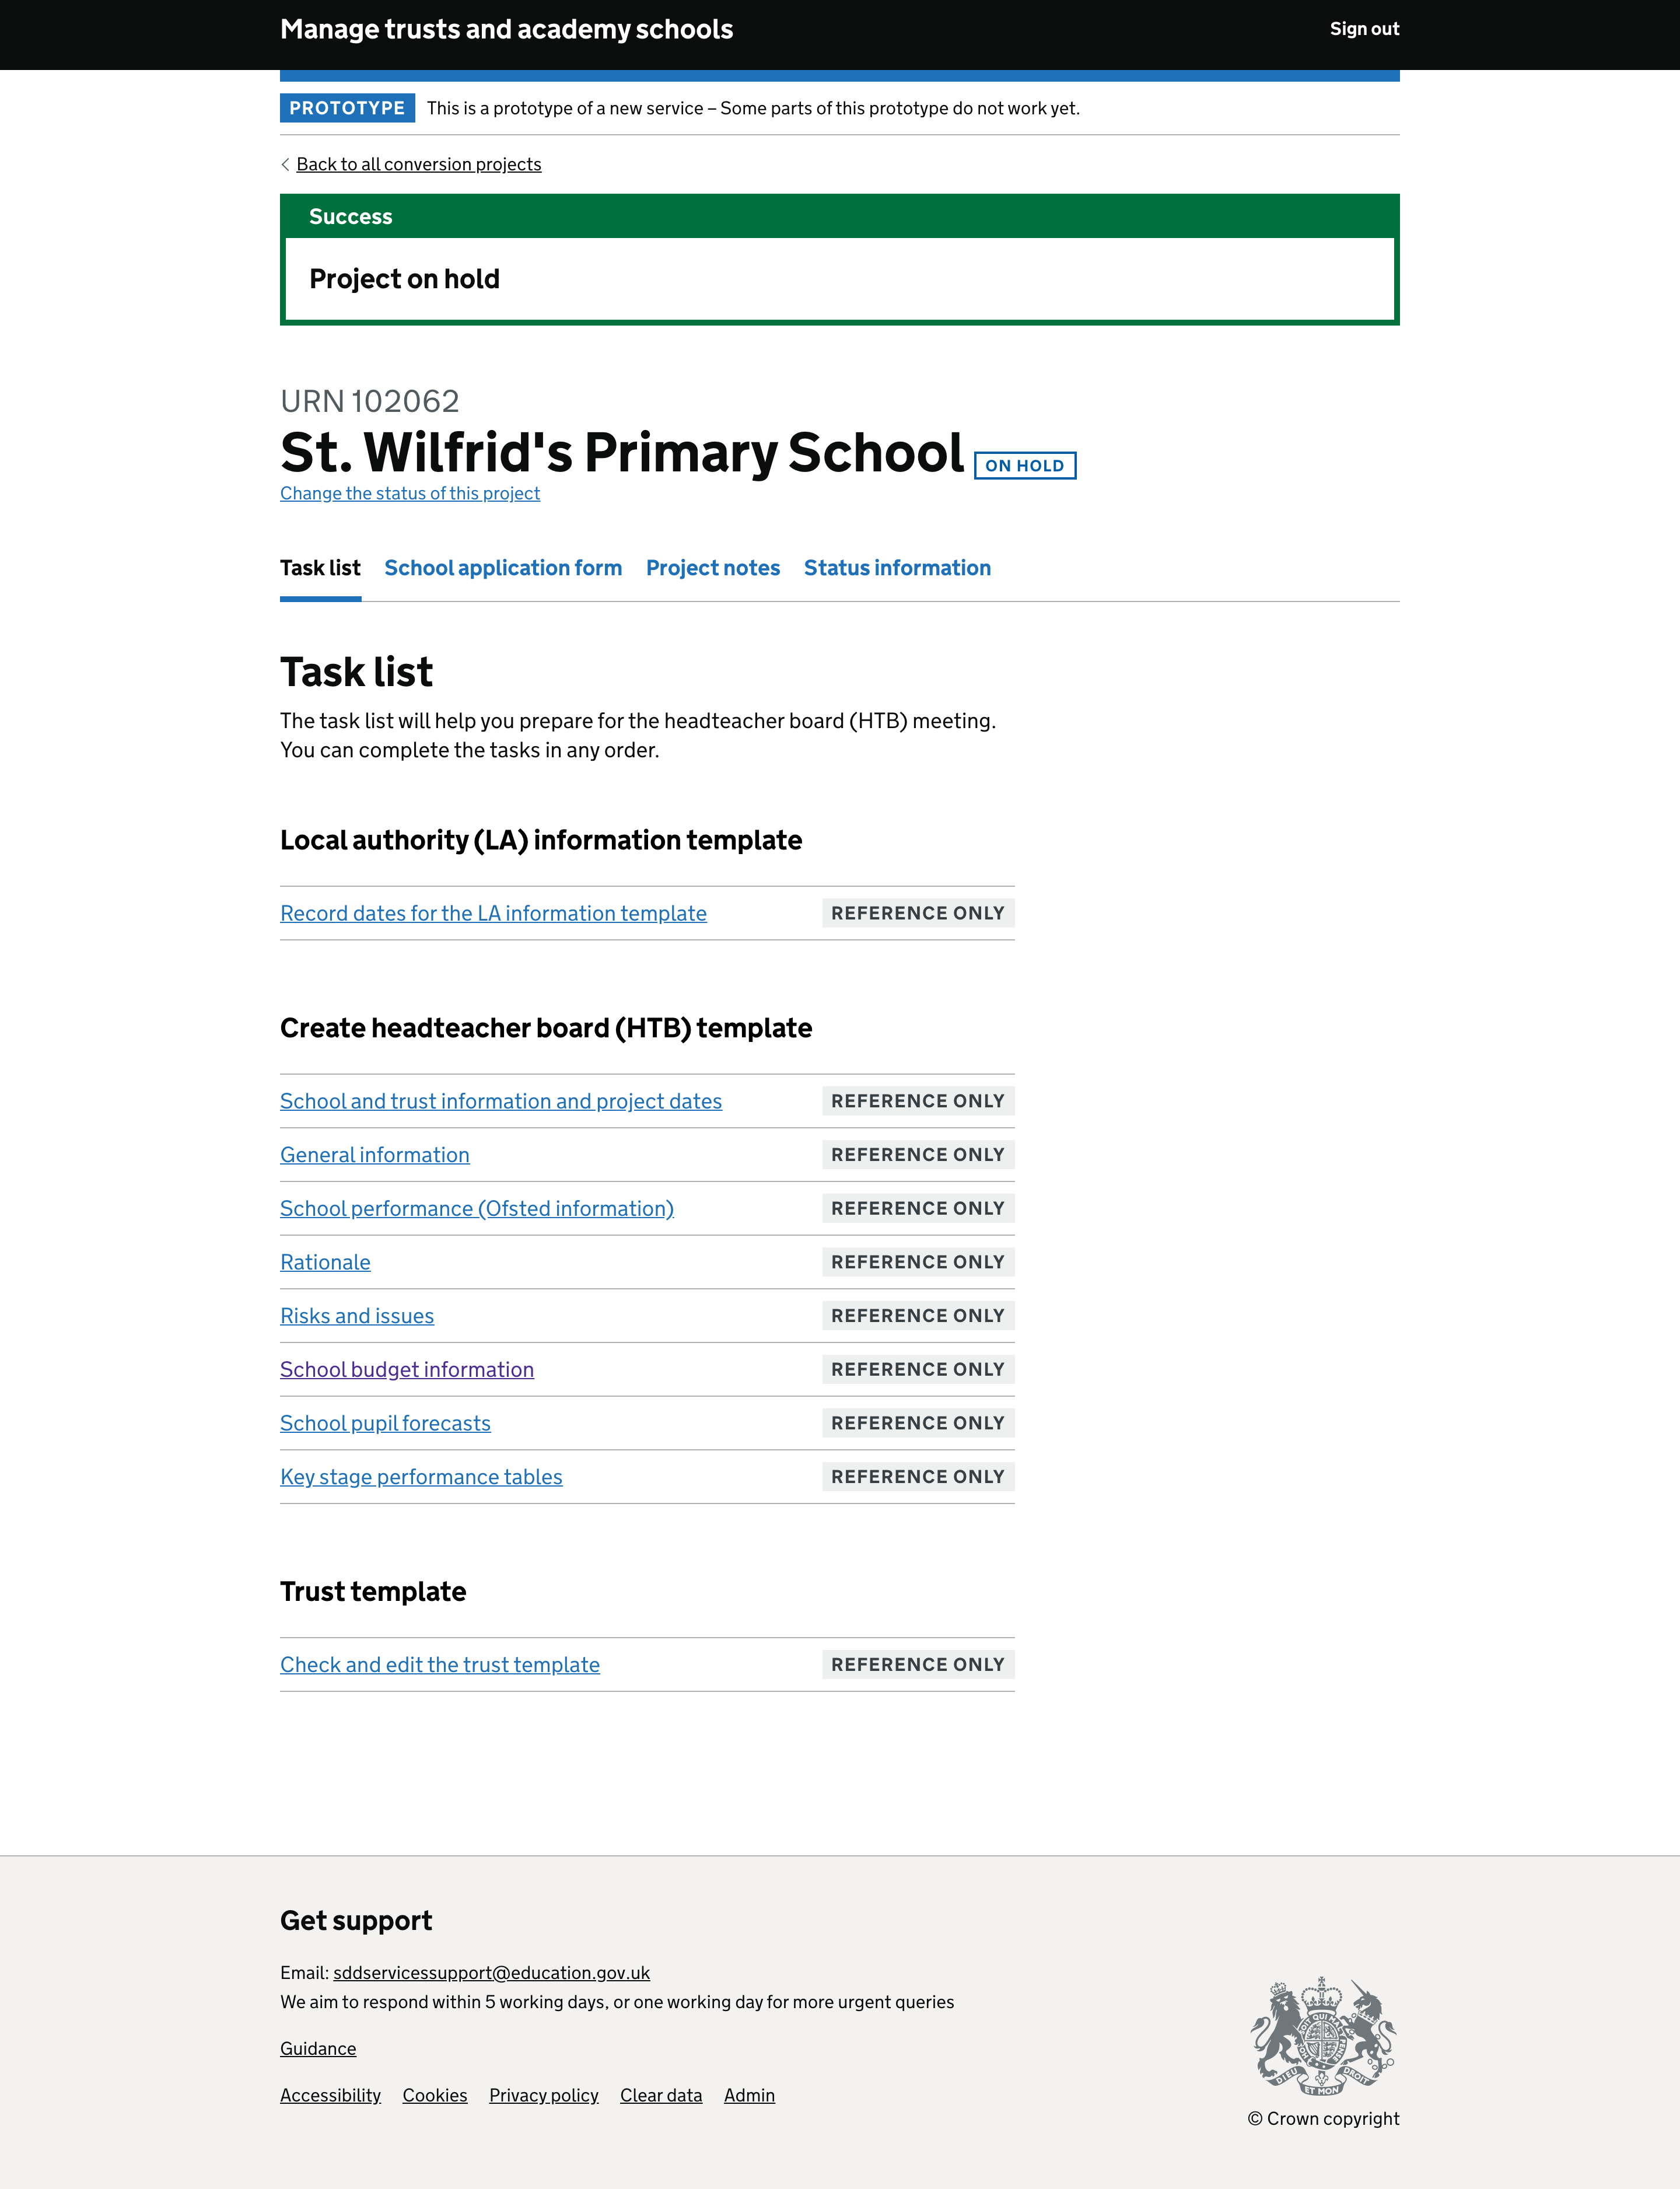 Manage trusts and academy schools
Sign out
PROTOTYPE This is a prototype of a new service – Some parts of this prototype do not work yet.
Back to all conversion projects
Success
Project on hold
URN 102062
St. Wilfrid's Primary School ON HOLD
Change the status of this project
Task list School application form Project notes Status information
Task list
The task list will help you prepare for the headteacher board (HTB) meeting.
You can complete the tasks in any order.
Local authority (LA) information template
Record dates for the LA information template REFERENCE ONLY
Create headteacher board (HTB) template
School and trust information and project dates REFERENCE ONLY
General information REFERENCE ONLY
School performance (Ofsted information) REFERENCE ONLY
Rationale REFERENCE ONLY
Risks and issues REFERENCE ONLY
School budget information REFERENCE ONLY
School pupil forecasts REFERENCE ONLY
Key stage performance tables REFERENCE ONLY
Trust template
Check and edit the trust template REFERENCE ONLY
Get support
Email: sddservicessupport@education.gov.uk
We aim to respond within 5 working days, or one working day for more urgent queries
Guidance
Accessibility Cookies Privacy policy Clear data Admin
DIEU ET MON DROIT
© Crown copyright